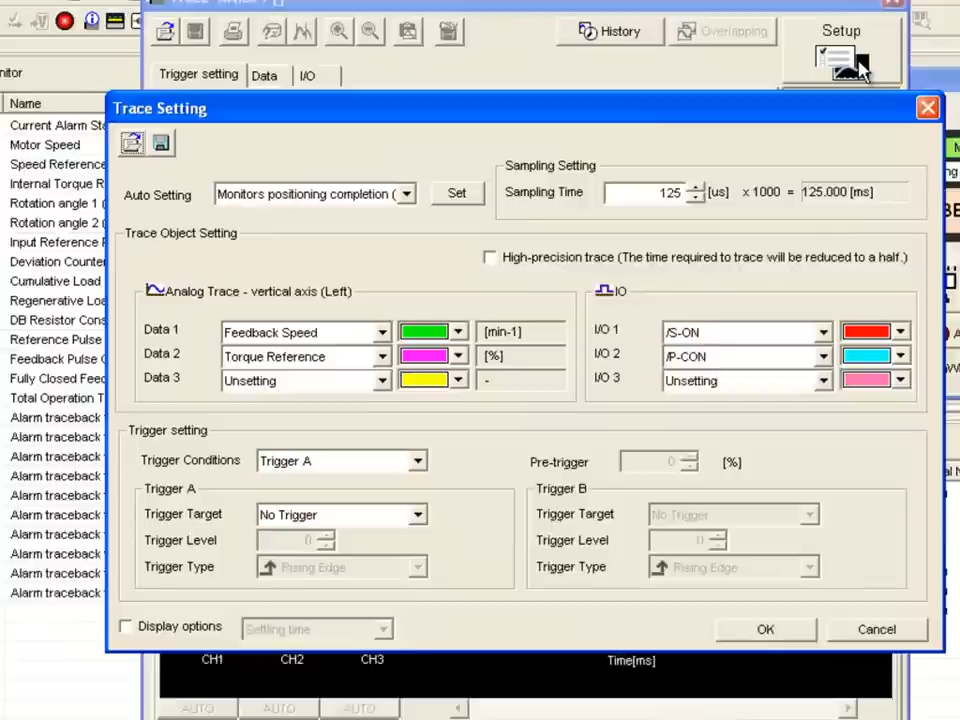 History
Overlapping
Setup
Trigger setting
Data
I/O
Name
Current Alarm
Motor Speed
Speed Reference
Internal Torque
Rotation angle 1
Rotation angle 2
Input Reference
Deviation
Cumulative Load
Regenerative
DB Resistor
Reference Pulse
Feedback Pulse
Fully Closed
Total Operation
Alarm traceback
Alarm traceback
Alarm traceback
Alarm traceback
Alarm traceback
Alarm traceback
Alarm traceback
Alarm traceback
Alarm traceback
Alarm traceback
Trace Setting
Auto Setting
Monitors positioning completion (
Set
Sampling Setting
Sampling Time
125
[us]
x 1000 =
125.000 [ms]
Trace Object Setting
High-precision trace (The time required to trace will be reduced to a half.)
Analog Trace - vertical axis (Left)
Data 1
Feedback Speed
[min-1]
Data 2
Torque Reference
[%]
Data 3
Unsetting
-
IO
I/O 1
/S-ON
I/O 2
/P-CON
I/O 3
Unsetting
Trigger setting
Trigger Conditions
Trigger A
Pre-trigger
0
[%]
Trigger A
Trigger Target
No Trigger
Trigger Level
0
Trigger Type
Rising Edge
Trigger B
Trigger Target
No Trigger
Trigger Level
0
Trigger Type
Rising Edge
Display options
Settling time
OK
Cancel
CH1
CH2
CH3
Time[ms]
AUTO
AUTO
AUTO